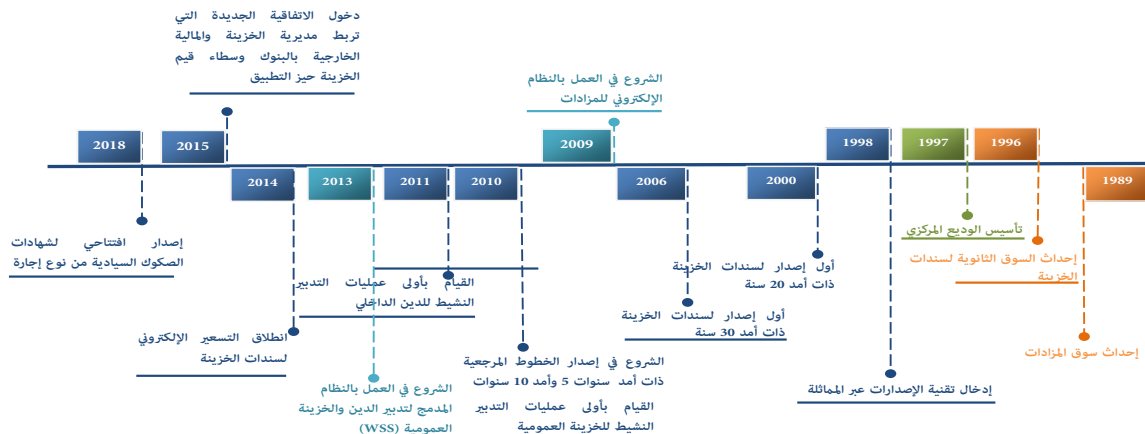 دخول الاتفاقية الجديدة التي
تربط مديرية الخزينة والمالية
الخارجية بالبنوك وسطاء قيم
الخزينة حيز التطبيق
الشروع في العمل بالنظام
الإلكتروني للمزادات
1996
1997
1998
2009
2015
2018
1989
2000
2006
2010
2011
2013
2014
تأسيس الوديع المركزي
إحداث السوق الثانوية لسندات
الخزينة
إحداث سوق المزادات
إدخال تقنية الإصدارات عبر المماثلة
أول إصدار لسندات الخزينة
ذات أمد 20 سنة
أول إصدار لسندات الخزينة
ذات أمد 30 سنة
الشروع في إصدار الخطوط المرجعية
ذات أمد سنوات 5 وأمد 10 سنوات
القيام بأولى عمليات التدبير
النشيط للخزينة العمومية
القيام بأولى عمليات التدبير
النشيط للدين الداخلي
الشروع في العمل بالنظام
المدمج لتدبير الدين والخزينة
العمومية (WSS)
انطلاق التسعير الإلكتروني
لسندات الخزينة
إصدار افتتاحي لشهادات
الصكوك السيادية من نوع إجارة